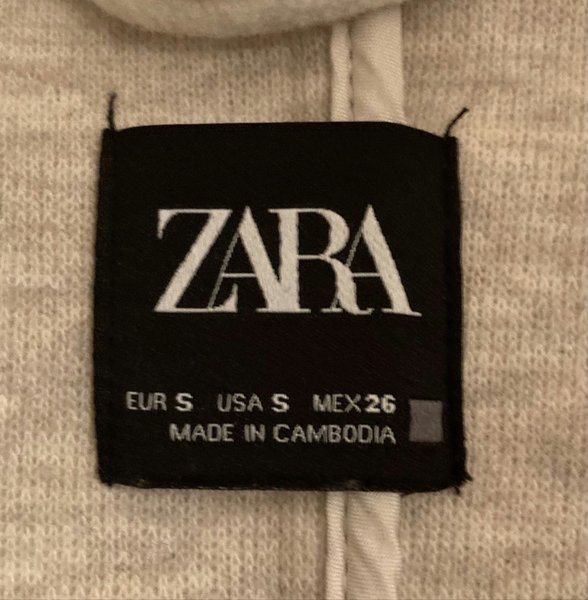 ZARA
EUR S USA S MEX 26
MADE IN CAMBODIA